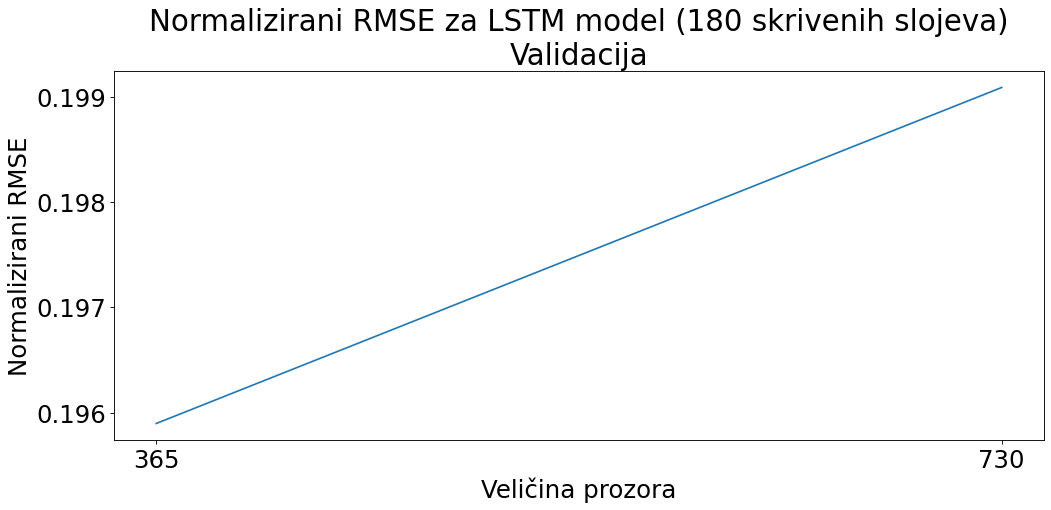 Normalizirani RMSE za LSTM model (180 skrivenih slojeva)
Validacija
Normalizirani RMSE
0.199
0.198
0.197
0.196
365
730
Veličina prozora